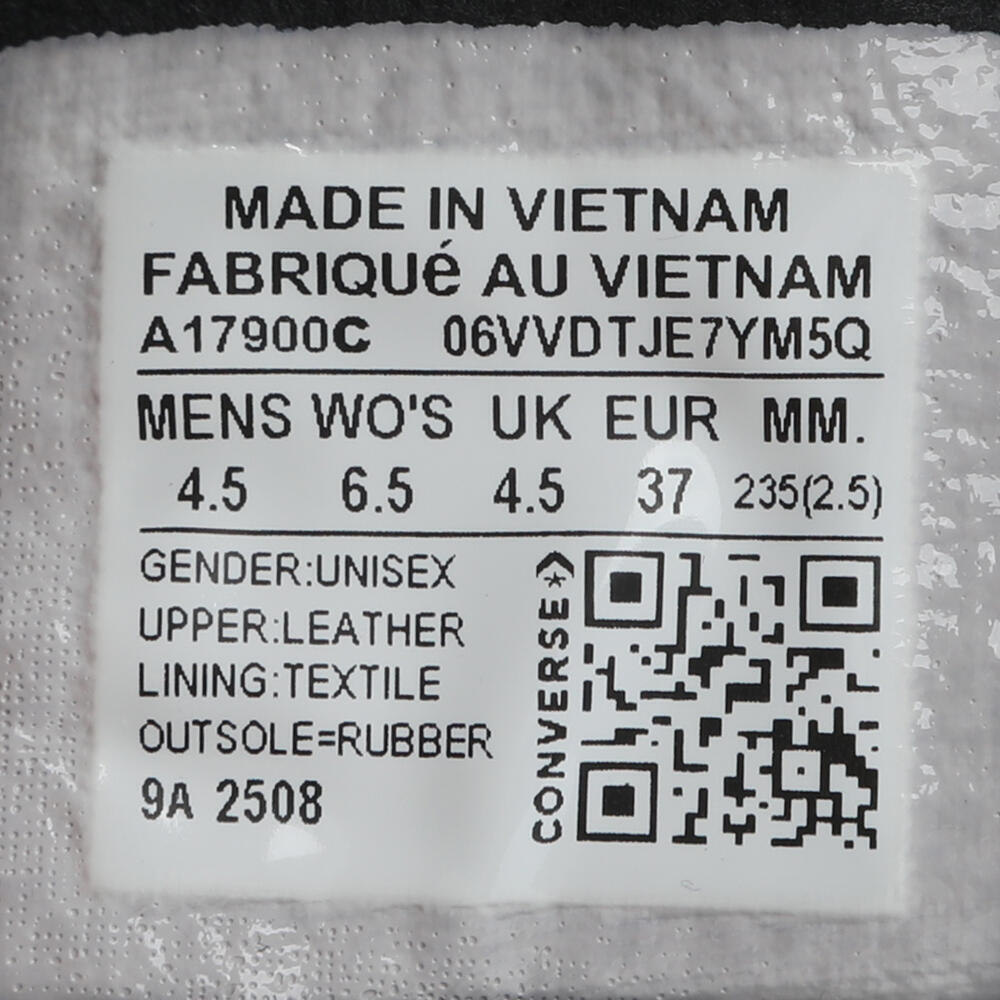 MADE IN VIETNAM
FABRIQUé AU VIETNAM
A17900C 06VVDTJE7YM5Q
MENS WO'S UK EUR MM.
4.5 6.5 4.5 37 235(2.5)
GENDER:UNISEX
UPPER:LEATHER
LINING:TEXTILE
OUTSOLE=RUBBER
9A 2508
CONVERSE